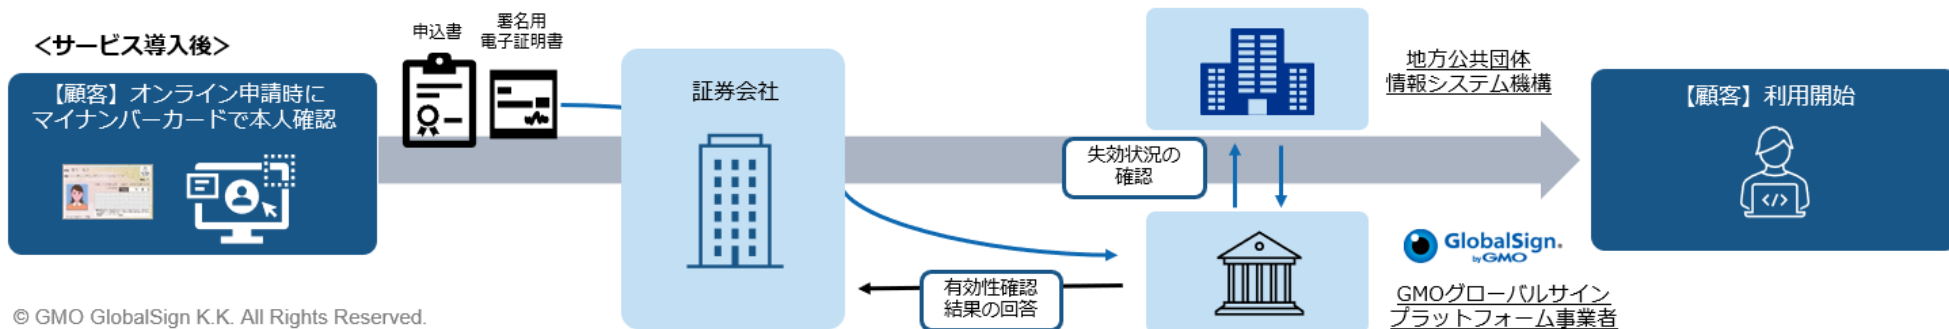 <サービス導入後>
【顧客】オンライン申請時に
マイナンバーカードで本人確認
申込書
署名用
電子証明書
証券会社
地方公共団体
情報システム機構
失効状況の
確認
有効性確認
結果の回答
GlobalSign.
by GMO
GMOグローバルサイン
プラットフォーム事業者
【顧客】利用開始
</>
© GMO GlobalSign K.K. All Rights Reserved.